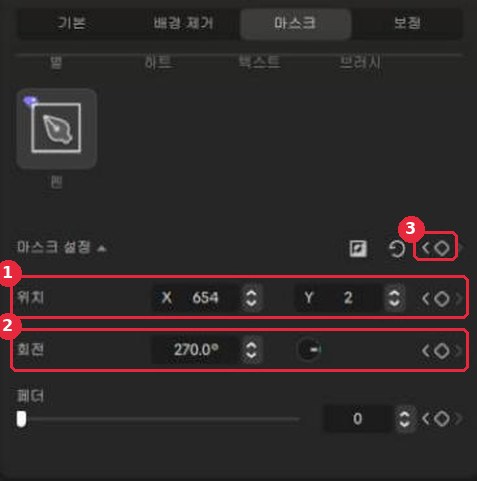 기본 배경 제거 마스크 보정
별 하트 텍스트 브러시
펜
마스크 설정 3
1
위치 X 654 Y 2
2
회전 270.0°
페더
0